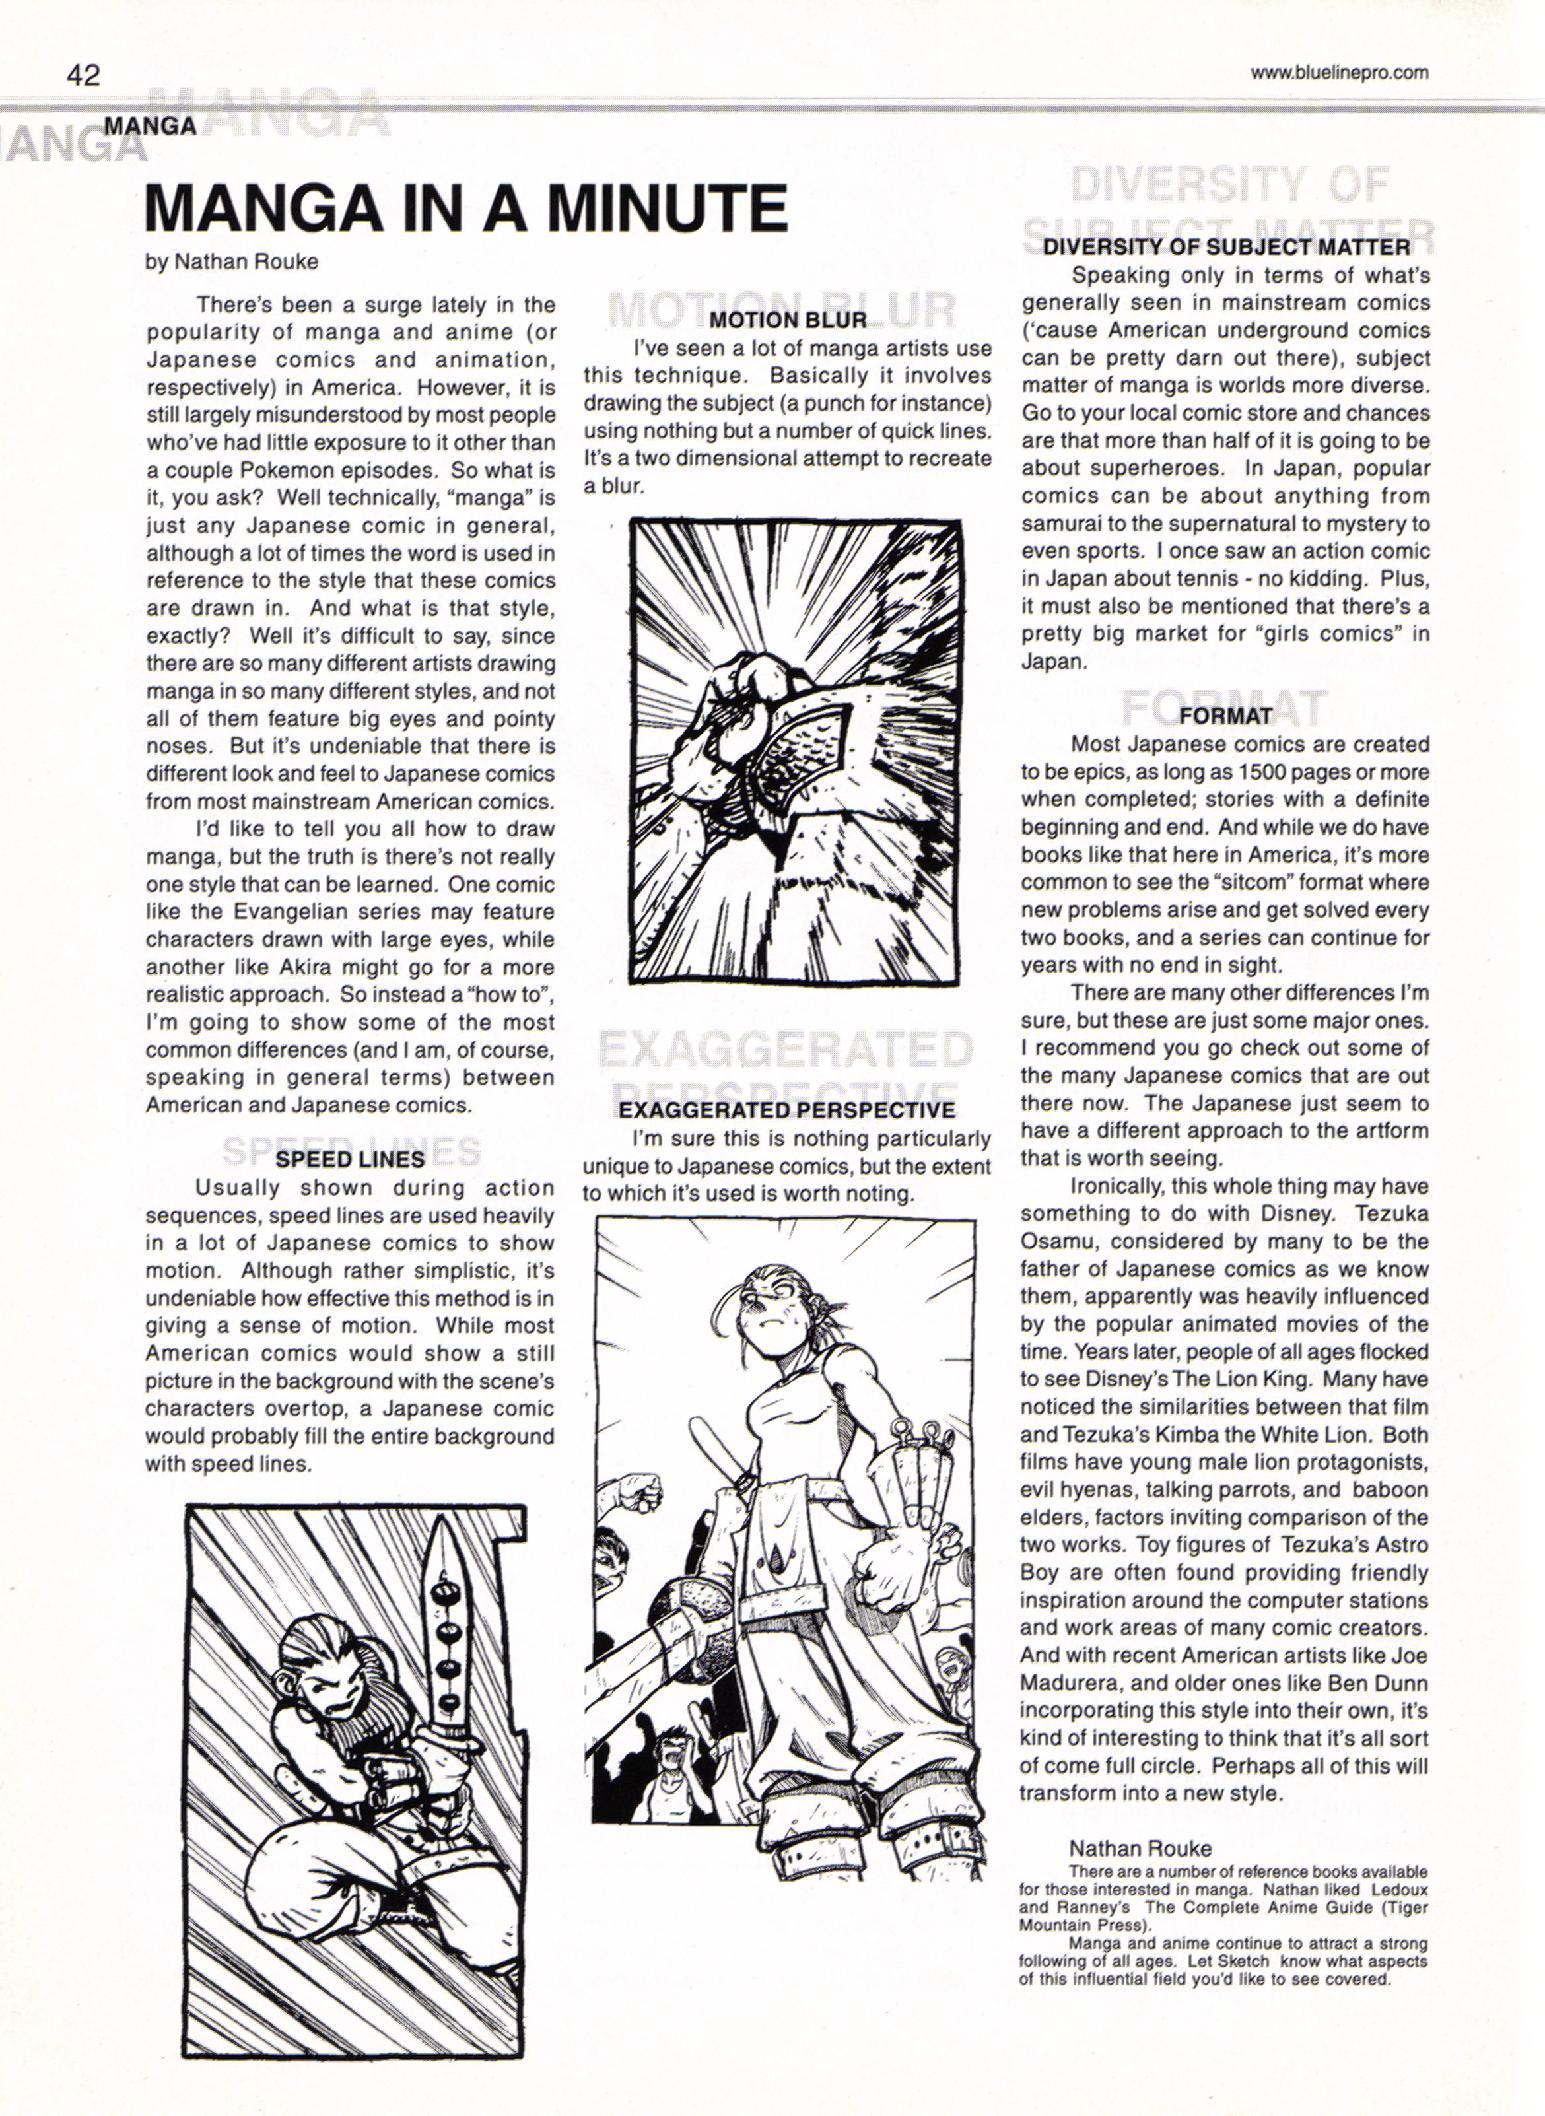 42
www.bluelinepro.com
MANGA
MANGA
MANGA
MANGA IN A MINUTE
by Nathan Rouke
There's been a surge lately in the
popularity of manga and anime (or
Japanese comics and animation,
respectively) in America. However, it is
still largely misunderstood by most people
who've had little exposure to it other than
a couple Pokemon episodes. So what is
it, you ask? Well technically, “manga” is
just any Japanese comic in general,
although a lot of times the word is used in
reference to the style that these comics
are drawn in. And what is that style,
exactly? Well it's difficult to say, since
there are so many different artists drawing
manga in so many different styles, and not
all of them feature big eyes and pointy
noses. But it's undeniable that there is
different look and feel to Japanese comics
from most mainstream American comics.
I'd like to tell you all how to draw
manga, but the truth is there's not really
one style that can be learned. One comic
like the Evangelian series may feature
characters drawn with large eyes, while
another like Akira might go for a more
realistic approach. So instead a “how to”,
I'm going to show some of the most
common differences (and I am, of course,
speaking in general terms) between
American and Japanese comics.
SPEED LINES
SPEED LINES
Usually shown during action
sequences, speed lines are used heavily
in a lot of Japanese comics to show
motion. Although rather simplistic, it's
undeniable how effective this method is in
giving a sense of motion. While most
American comics would show a still
picture in the background with the scene's
characters overtop, a Japanese comic
would probably fill the entire background
with speed lines.
MOTION BLUR
MOTION BLUR
I've seen a lot of manga artists use
this technique. Basically it involves
drawing the subject (a punch for instance)
using nothing but a number of quick lines.
It's a two dimensional attempt to recreate
a blur.
EXAGGERATED
PERSPECTIVE
EXAGGERATED PERSPECTIVE
I'm sure this is nothing particularly
unique to Japanese comics, but the extent
to which it's used is worth noting.
DIVERSITY OF
SUBJECT MATTER
DIVERSITY OF SUBJECT MATTER
Speaking only in terms of what's
generally seen in mainstream comics
(‘cause American underground comics
can be pretty darn out there), subject
matter of manga is worlds more diverse.
Go to your local comic store and chances
are that more than half of it is going to be
about superheroes. In Japan, popular
comics can be about anything from
samurai to the supernatural to mystery to
even sports. I once saw an action comic
in Japan about tennis - no kidding. Plus,
it must also be mentioned that there's a
pretty big market for “girls comics” in
Japan.
FORMAT
FORMAT
Most Japanese comics are created
to be epics, as long as 1500 pages or more
when completed; stories with a definite
beginning and end. And while we do have
books like that here in America, it's more
common to see the “sitcom” format where
new problems arise and get solved every
two books, and a series can continue for
years with no end in sight.
There are many other differences I'm
sure, but these are just some major ones.
I recommend you go check out some of
the many Japanese comics that are out
there now. The Japanese just seem to
have a different approach to the artform
that is worth seeing.
Ironically, this whole thing may have
something to do with Disney. Tezuka
Osamu, considered by many to be the
father of Japanese comics as we know
them, apparently was heavily influenced
by the popular animated movies of the
time. Years later, people of all ages flocked
to see Disney's The Lion King. Many have
noticed the similarities between that film
and Tezuka's Kimba the White Lion. Both
films have young male lion protagonists,
evil hyenas, talking parrots, and baboon
elders, factors inviting comparison of the
two works. Toy figures of Tezuka's Astro
Boy are often found providing friendly
inspiration around the computer stations
and work areas of many comic creators.
And with recent American artists like Joe
Madurera, and older ones like Ben Dunn
incorporating this style into their own, it's
kind of interesting to think that it's all sort
of come full circle. Perhaps all of this will
transform into a new style.
Nathan Rouke
There are a number of reference books available
for those interested in manga. Nathan liked Ledoux
and Ranney's The Complete Anime Guide (Tiger
Mountain Press).
Manga and anime continue to attract a strong
following of all ages. Let Sketch know what aspects
of this influential field you'd like to see covered.